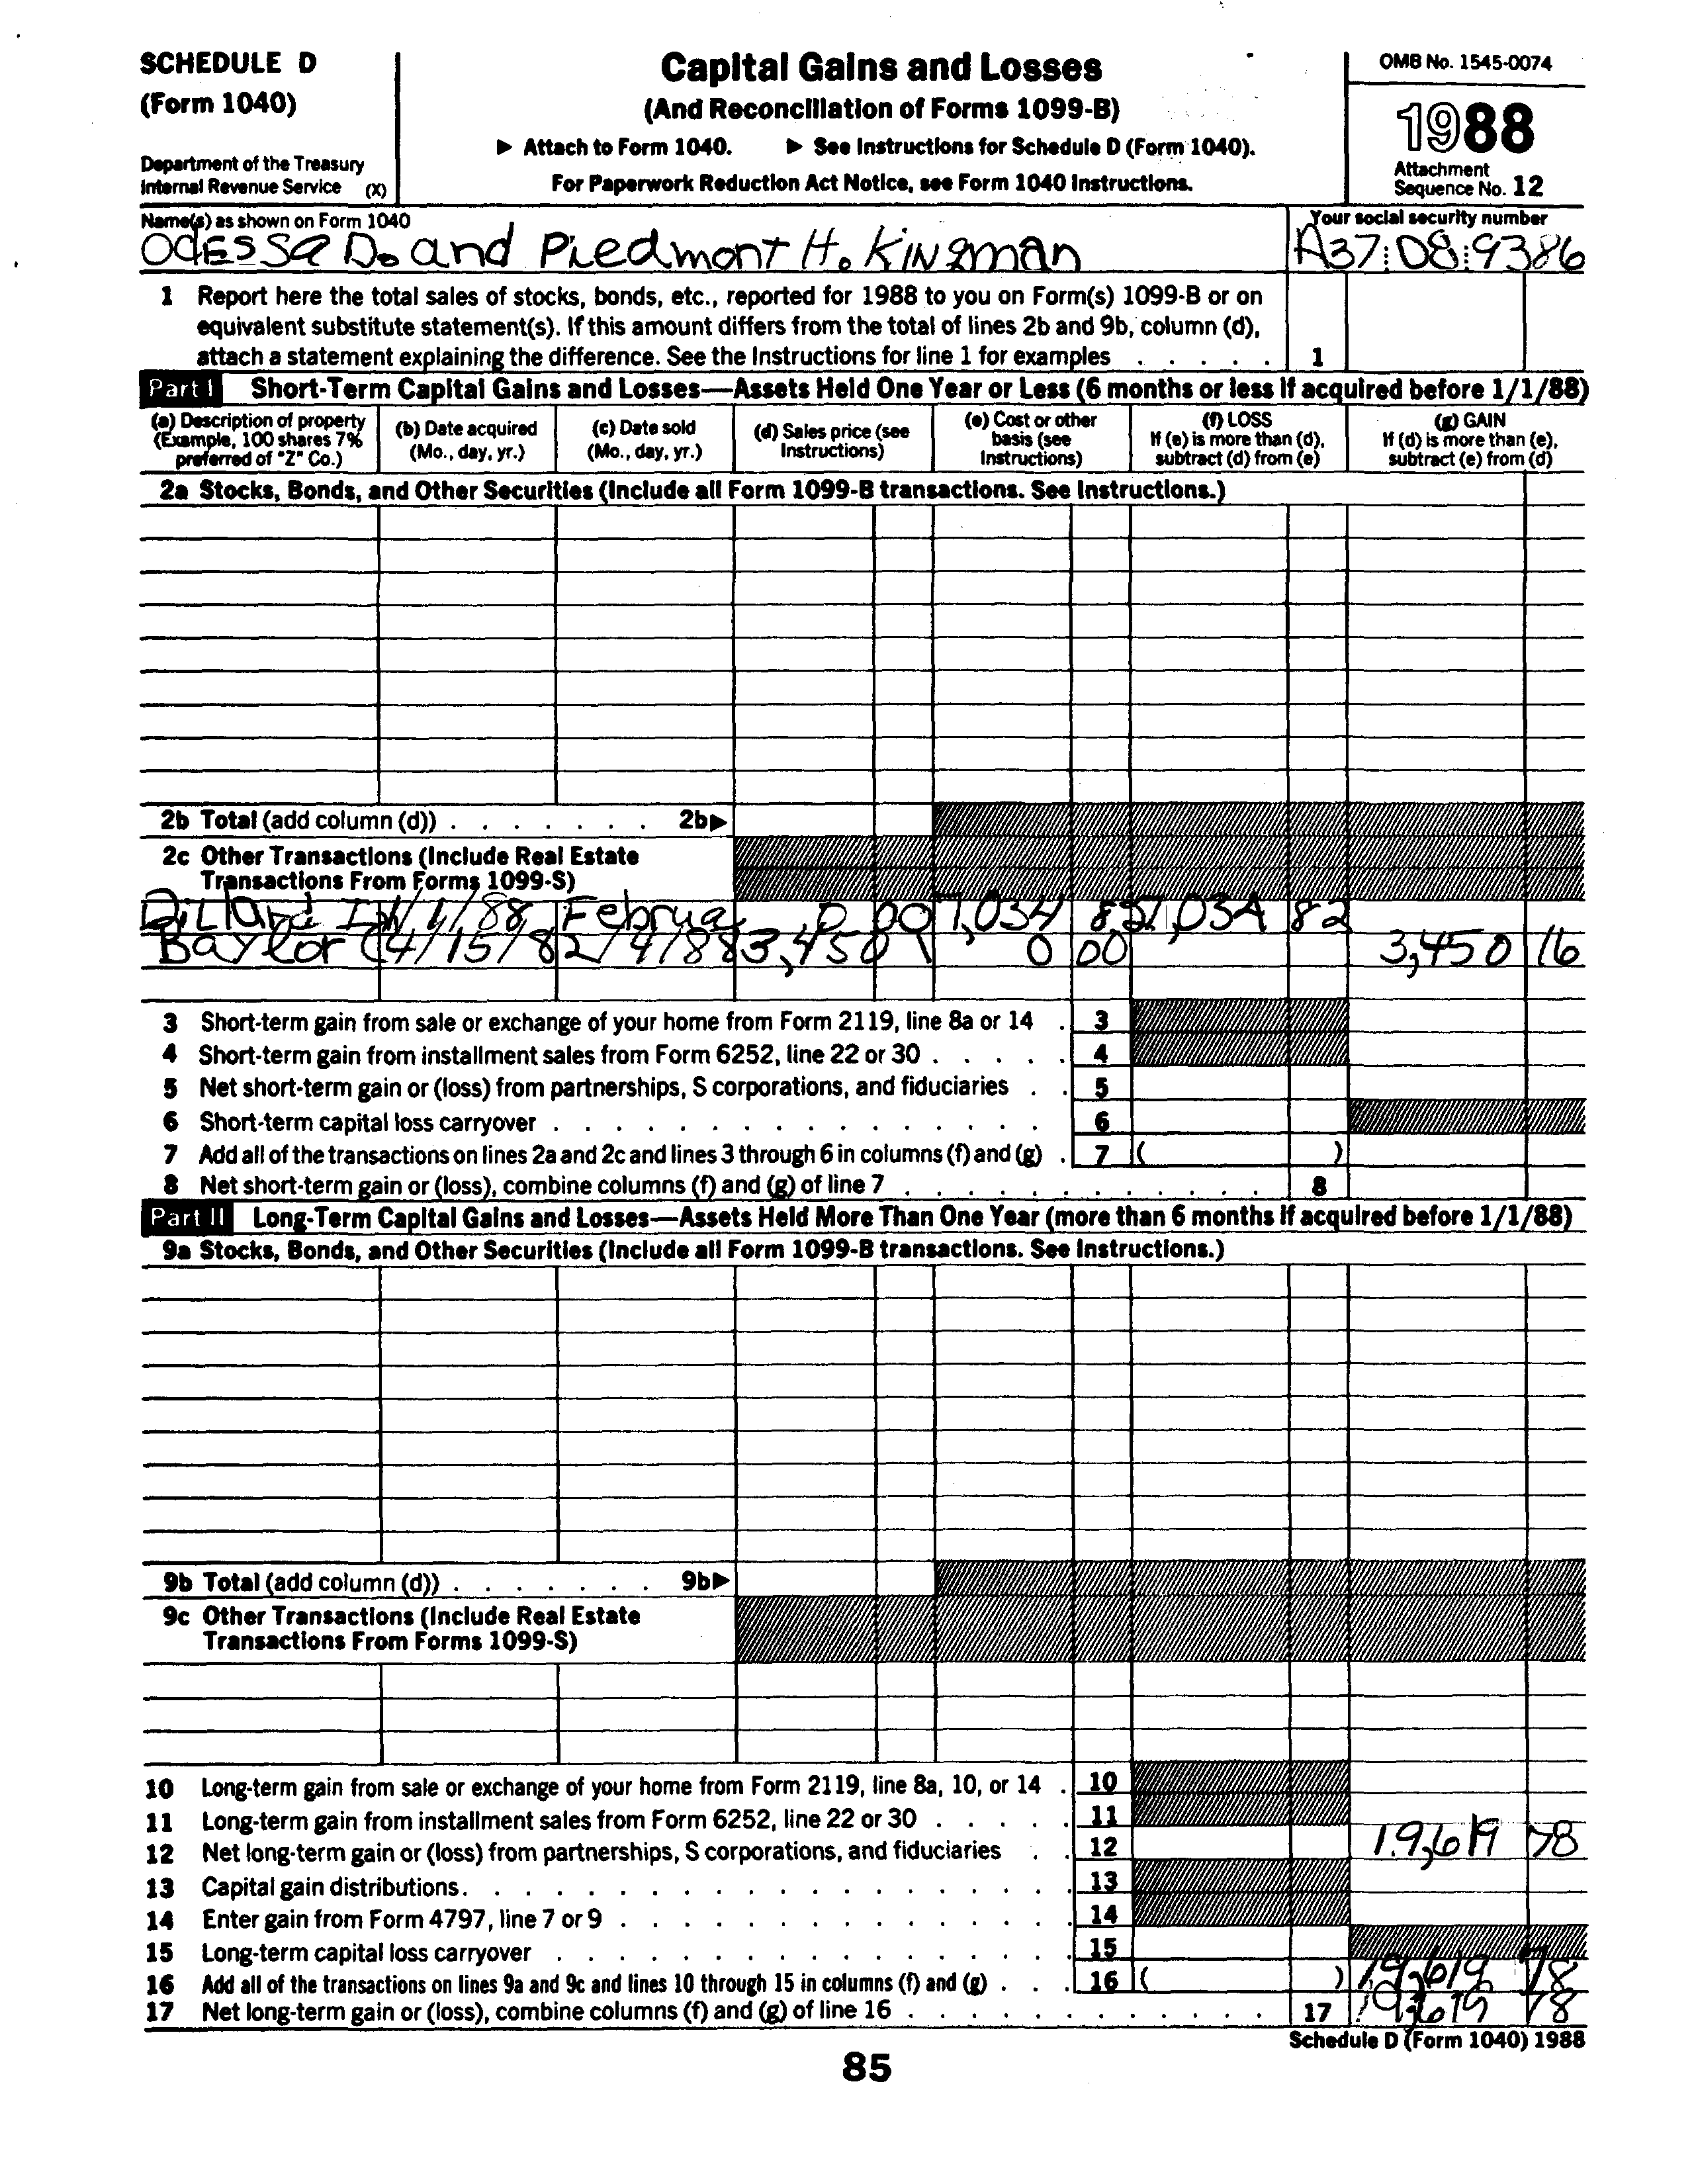 SCHEDULE D
(Form 1040)
Department of the Treasury
Internal Revenue Service (X)
Capital Gains and Losses
(And Reconciliation of Forms 1099-B)
▶ Attach to Form 1040. ▶ See Instructions for Schedule D (Form 1040).
For Paperwork Reduction Act Notice, see Form 1040 Instructions.
OMB No. 1545-0074
1988
Attachment
Sequence No. 12
Name(s) as shown on Form 1040
OdESSa D. and Piedmont H. Kingman
Your social security number
A37:D8:9386
1 Report here the total sales of stocks, bonds, etc., reported for 1988 to you on Form(s) 1099-B or on
equivalent substitute statement(s). If this amount differs from the total of lines 2b and 9b, column (d),
attach a statement explaining the difference. See the Instructions for line 1 for examples . . . . . 1
Part I Short-Term Capital Gains and Losses—Assets Held One Year or Less (6 months or less if acquired before 1/1/88)
(a) Description of property
(Example, 100 shares 7%
preferred of "Z" Co.)
(b) Date acquired
(Mo., day, yr.)
(c) Date sold
(Mo., day, yr.)
(d) Sales price (see
Instructions)
(e) Cost or other
basis (see
Instructions)
(f) LOSS
If (e) is more than (d),
subtract (d) from (e)
(g) GAIN
If (d) is more than (e),
subtract (e) from (d)
2a Stocks, Bonds, and Other Securities (Include all Form 1099-B transactions. See Instructions.)
2b Total (add column (d)) . . . . . . . 2b▶
2c Other Transactions (Include Real Estate
Transactions From Forms 1099-S)
Dillard 1/1/88 Februa 0 00 1,034 82
Baylor 4/15/8 2/4/88 3,450 0 00 3,450 16
3 Short-term gain from sale or exchange of your home from Form 2119, line 8a or 14 . 3
4 Short-term gain from installment sales from Form 6252, line 22 or 30 . . . . . 4
5 Net short-term gain or (loss) from partnerships, S corporations, and fiduciaries . . 5
6 Short-term capital loss carryover . . . . . . . . . . . . . . . . 6
7 Add all of the transactions on lines 2a and 2c and lines 3 through 6 in columns (f) and (g) . 7 ( )
8 Net short-term gain or (loss), combine columns (f) and (g) of line 7 . . . . . . . . . . . . 8
Part II Long-Term Capital Gains and Losses—Assets Held More Than One Year (more than 6 months if acquired before 1/1/88)
9a Stocks, Bonds, and Other Securities (Include all Form 1099-B transactions. See Instructions.)
9b Total (add column (d)) . . . . . . . 9b▶
9c Other Transactions (Include Real Estate
Transactions From Forms 1099-S)
10 Long-term gain from sale or exchange of your home from Form 2119, line 8a, 10, or 14 . 10
11 Long-term gain from installment sales from Form 6252, line 22 or 30 . . . . . 11
12 Net long-term gain or (loss) from partnerships, S corporations, and fiduciaries . . 12 19,619 78
13 Capital gain distributions. . . . . . . . . . . . . . . . . . . 13
14 Enter gain from Form 4797, line 7 or 9 . . . . . . . . . . . . . . 14
15 Long-term capital loss carryover . . . . . . . . . . . . . . . . 15
16 Add all of the transactions on lines 9a and 9c and lines 10 through 15 in columns (f) and (g) . . . 16 ( ) 19,619 78
17 Net long-term gain or (loss), combine columns (f) and (g) of line 16 . . . . . . . . . . . . 17 19,619 78
Schedule D (Form 1040) 1988
85